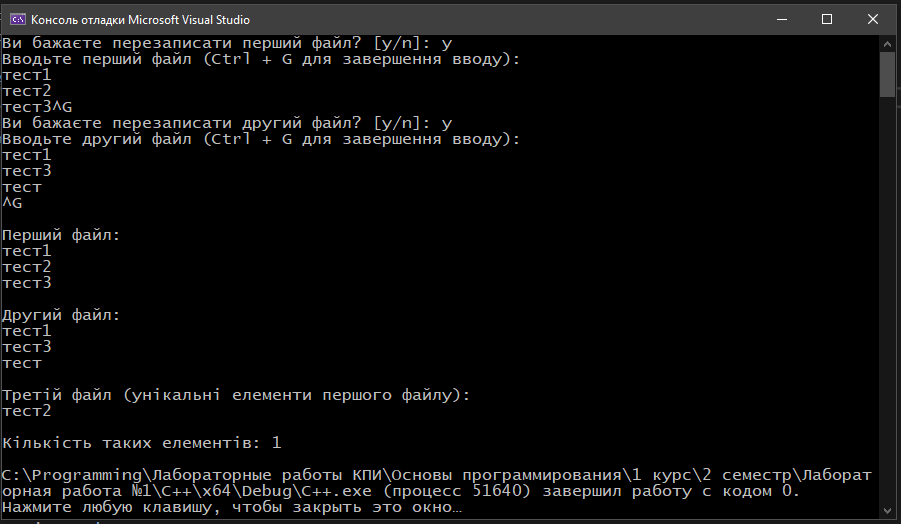 Консоль отладки Microsoft Visual Studio
Ви бажаєте перезаписати перший файл? [y/n]: y
Вводьте перший файл (Ctrl + G для завершення вводу):
тест1
тест2
тест3^G
Ви бажаєте перезаписати другий файл? [y/n]: y
Вводьте другий файл (Ctrl + G для завершення вводу):
тест1
тест3
тест
^G
Перший файл:
тест1
тест2
тест3
Другий файл:
тест1
тест3
тест
Третій файл (унікальні елементи першого файлу):
тест2
Кількість таких елементів: 1
C:\Programming\Лабораторные работы КПИ\Основы программирования\1 курс\2 семестр\Лаборат
орная работа №1\C++\x64\Debug\C++.exe (процесс 51640) завершил работу с кодом 0.
Нажмите любую клавишу, чтобы закрыть это окно…